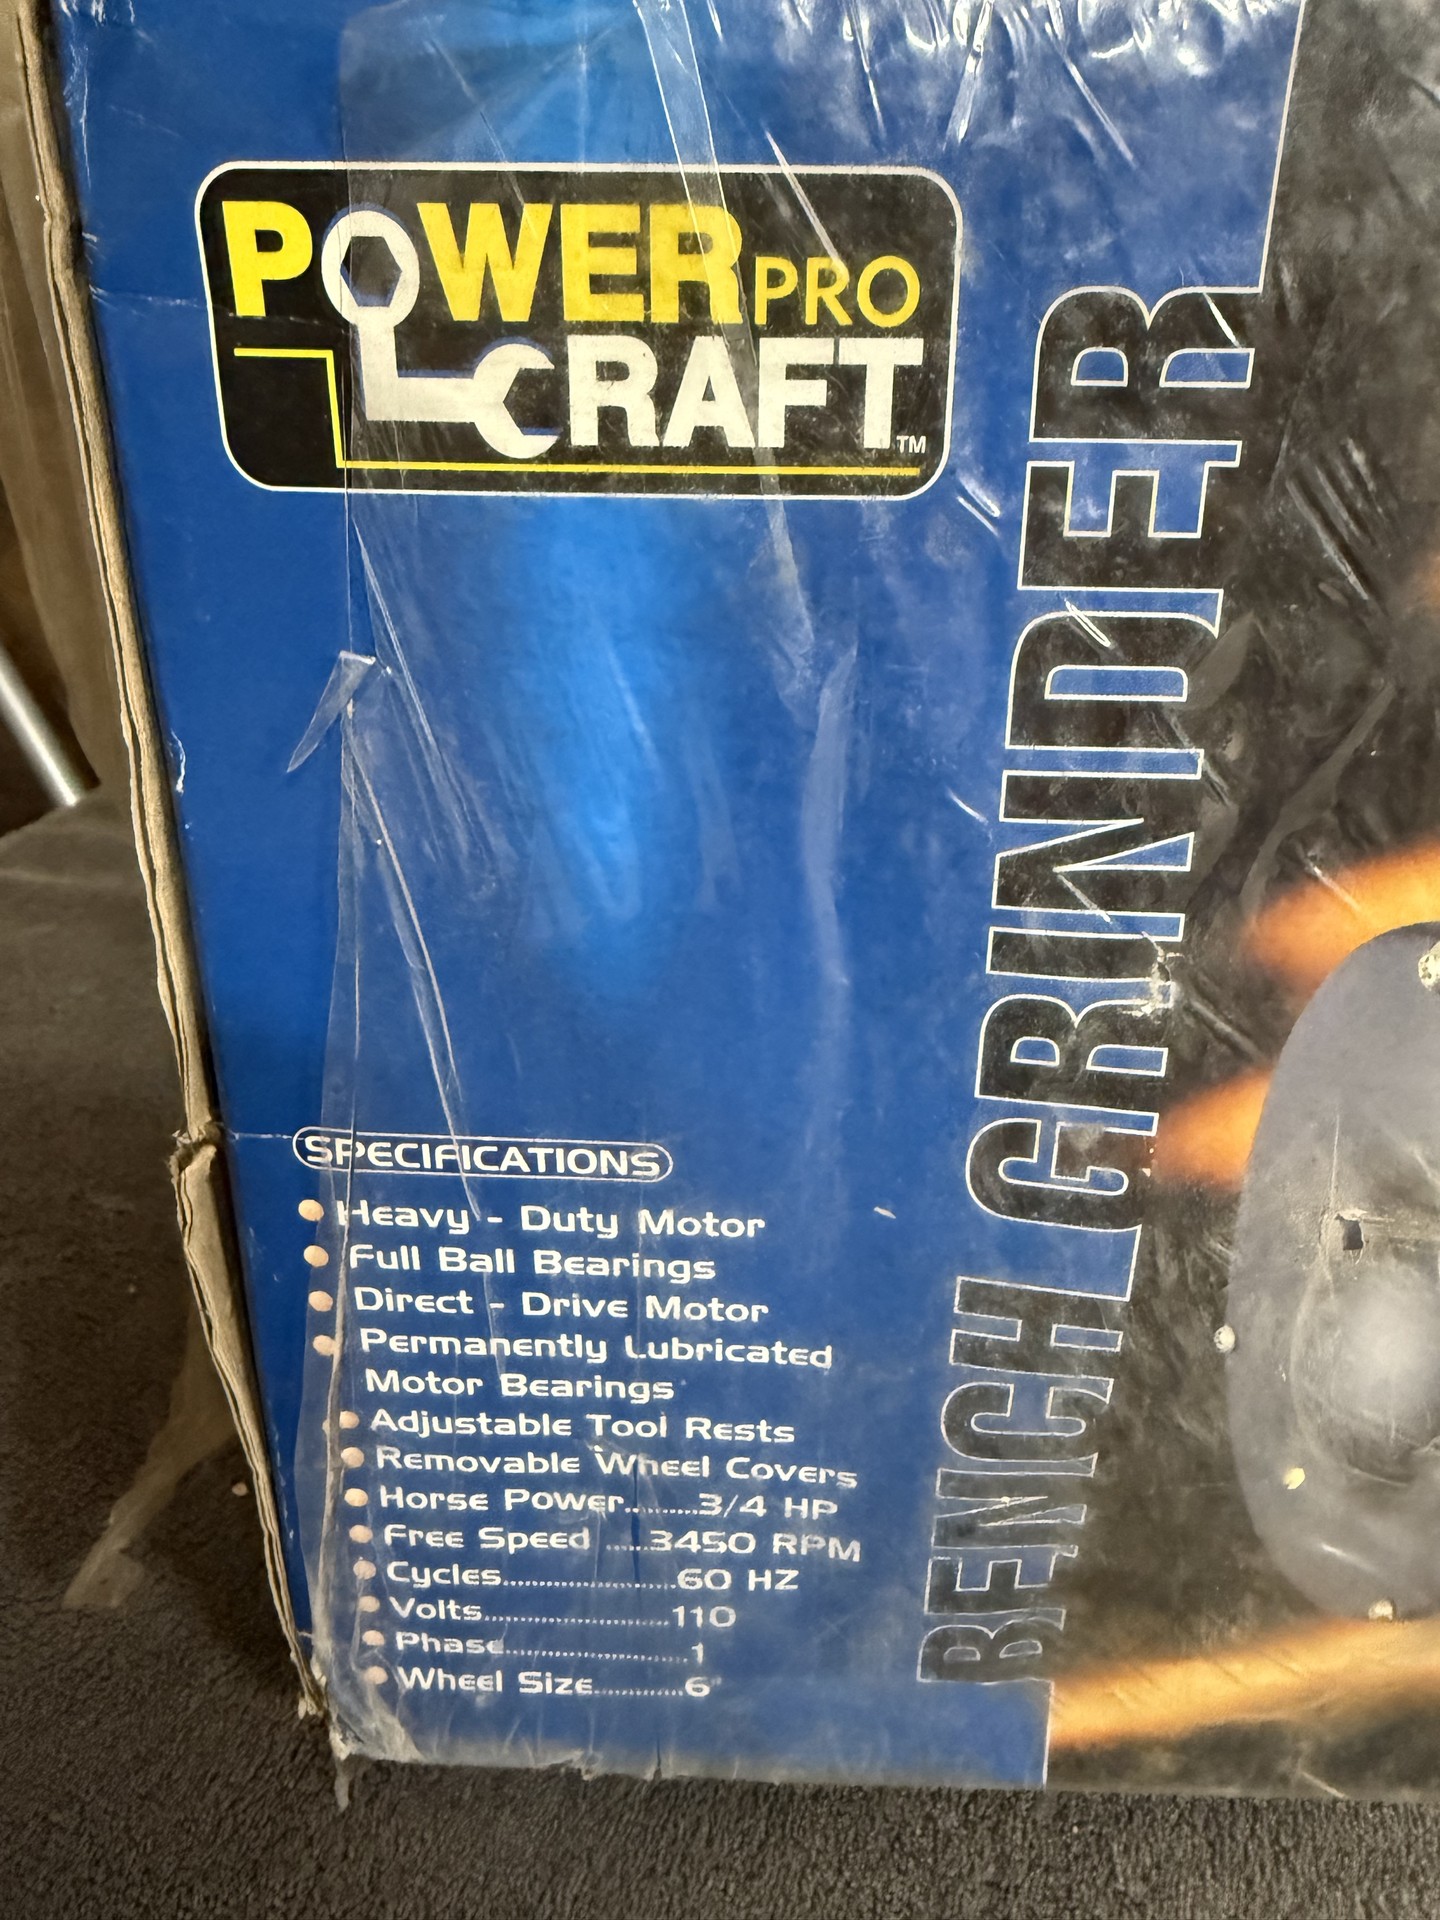 POWER PRO
CRAFT™
BENCH GRINDER
SPECIFICATIONS
Heavy - Duty Motor
Full Ball Bearings
Direct - Drive Motor
Permanently Lubricated
Motor Bearings
Adjustable Tool Rests
Removable Wheel Covers
Horse Power.........3/4 HP
Free Speed .....3450 RPM
Cycles..........................60 HZ
Volts...........................110
Phase...........................1
Wheel Size.............6"